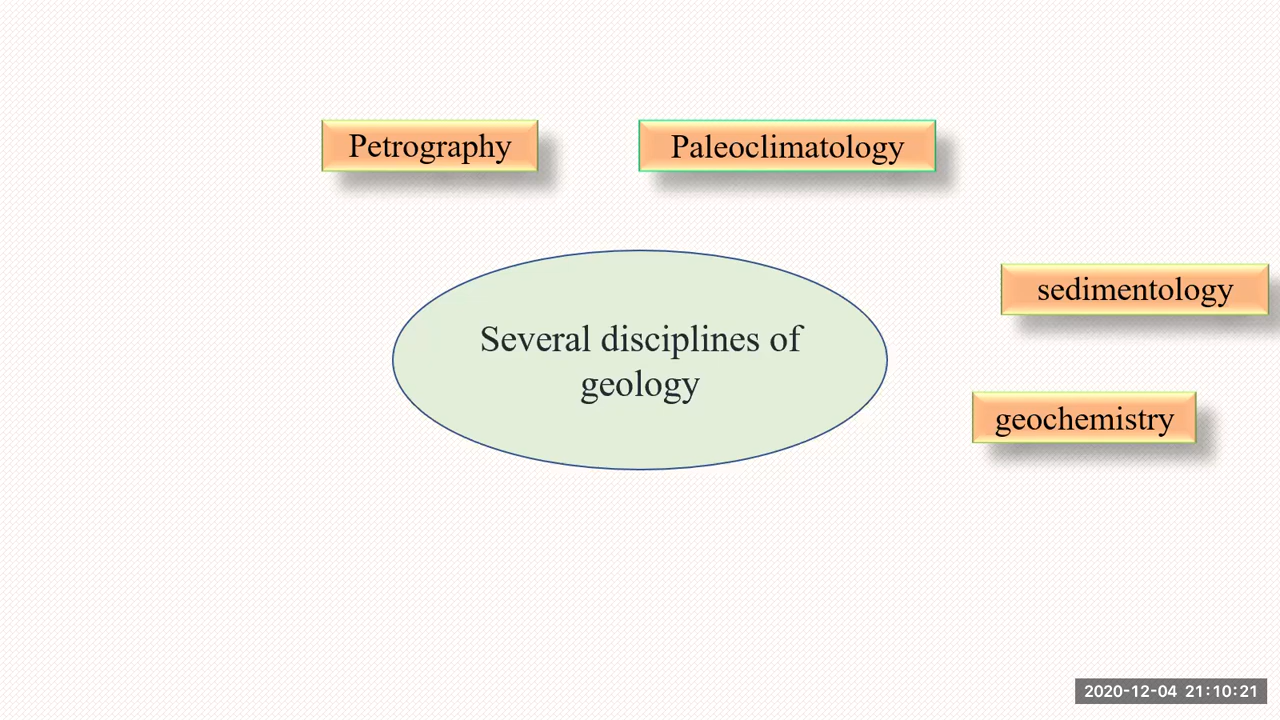 Petrography
Paleoclimatology
sedimentology
Several disciplines of
geology
geochemistry
2020-12-04 21:10:21